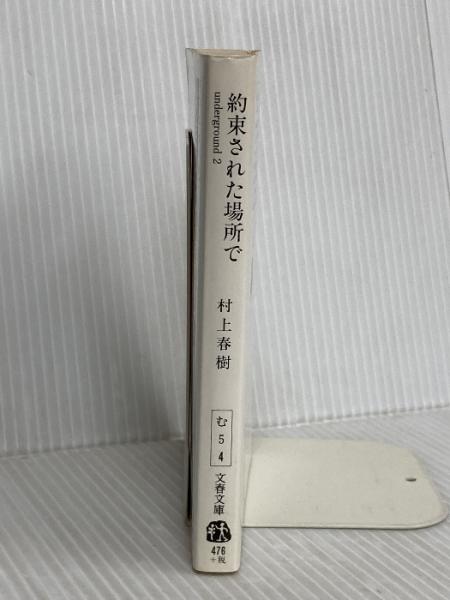 約束された場所で
underground 2
村上春樹
む
5
4
文春文庫
476
+税